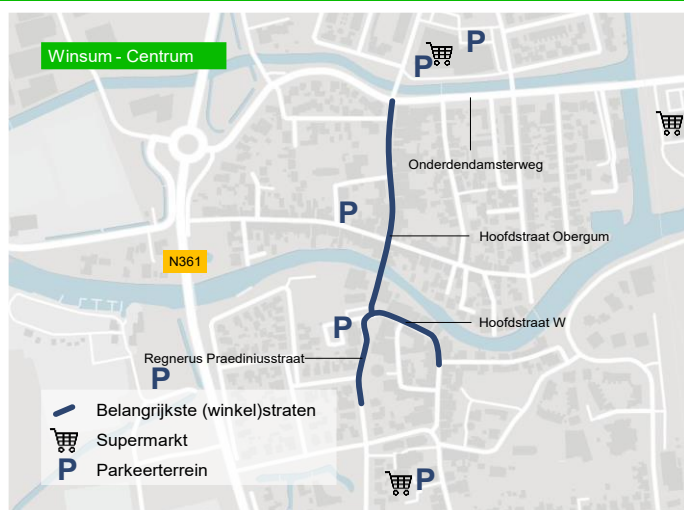 Winsum - Centrum
P
P
Onderdendamsterweg
P
Hoofdstraat Obergum
N361
P
Hoofdstraat W
Regnerus Praediniusstraat
P
Belangrijkste (winkel)straten
Supermarkt
P Parkeerterrein
P